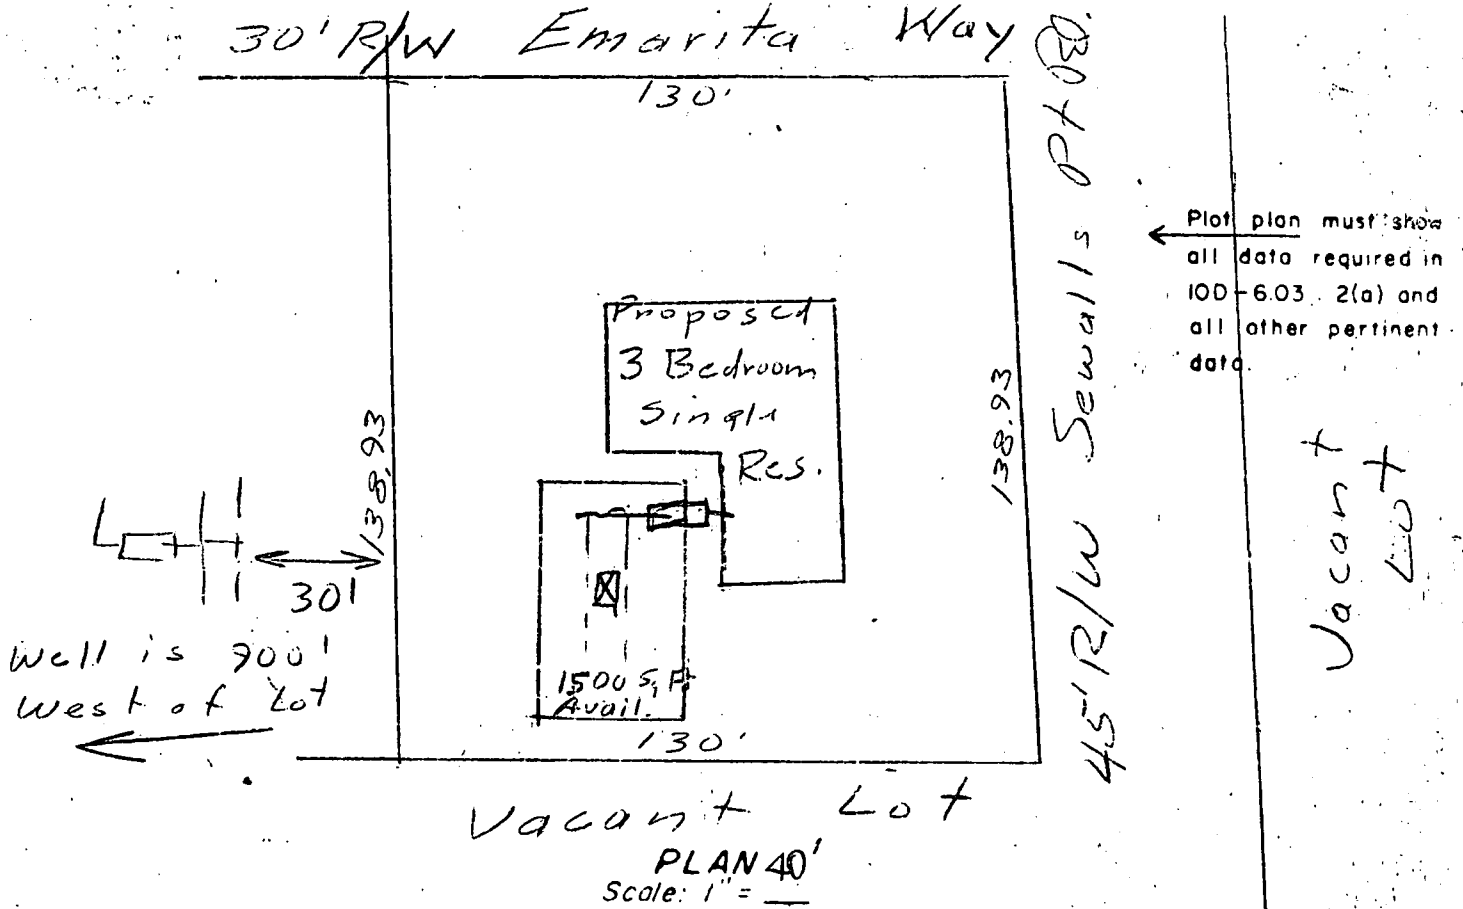 30' R/W Emarita Way
130'
45' R/W Sewalls Pt RD.
Plot plan must show
all data required in
10D-6.03 . 2(a) and
all other pertinent
data.
Proposed
3 Bedroom
Single
Res.
138.93
138.93
Vacant
Lot
30'
Well is 900'
West of Lot
1500 S, Ft
Avail.
130'
Vacant Lot
PLAN 40'
Scale: 1" =